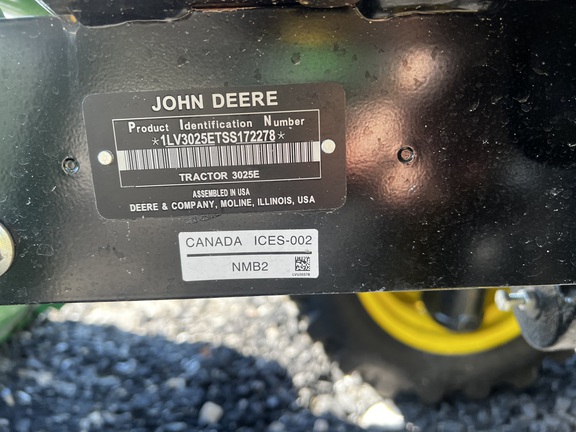 JOHN DEERE
Product Identification Number
*1LV3025ETSS172278*
TRACTOR 3025E
ASSEMBLED IN USA
DEERE & COMPANY, MOLINE, ILLINOIS, USA
CANADA ICES-002
NMB2